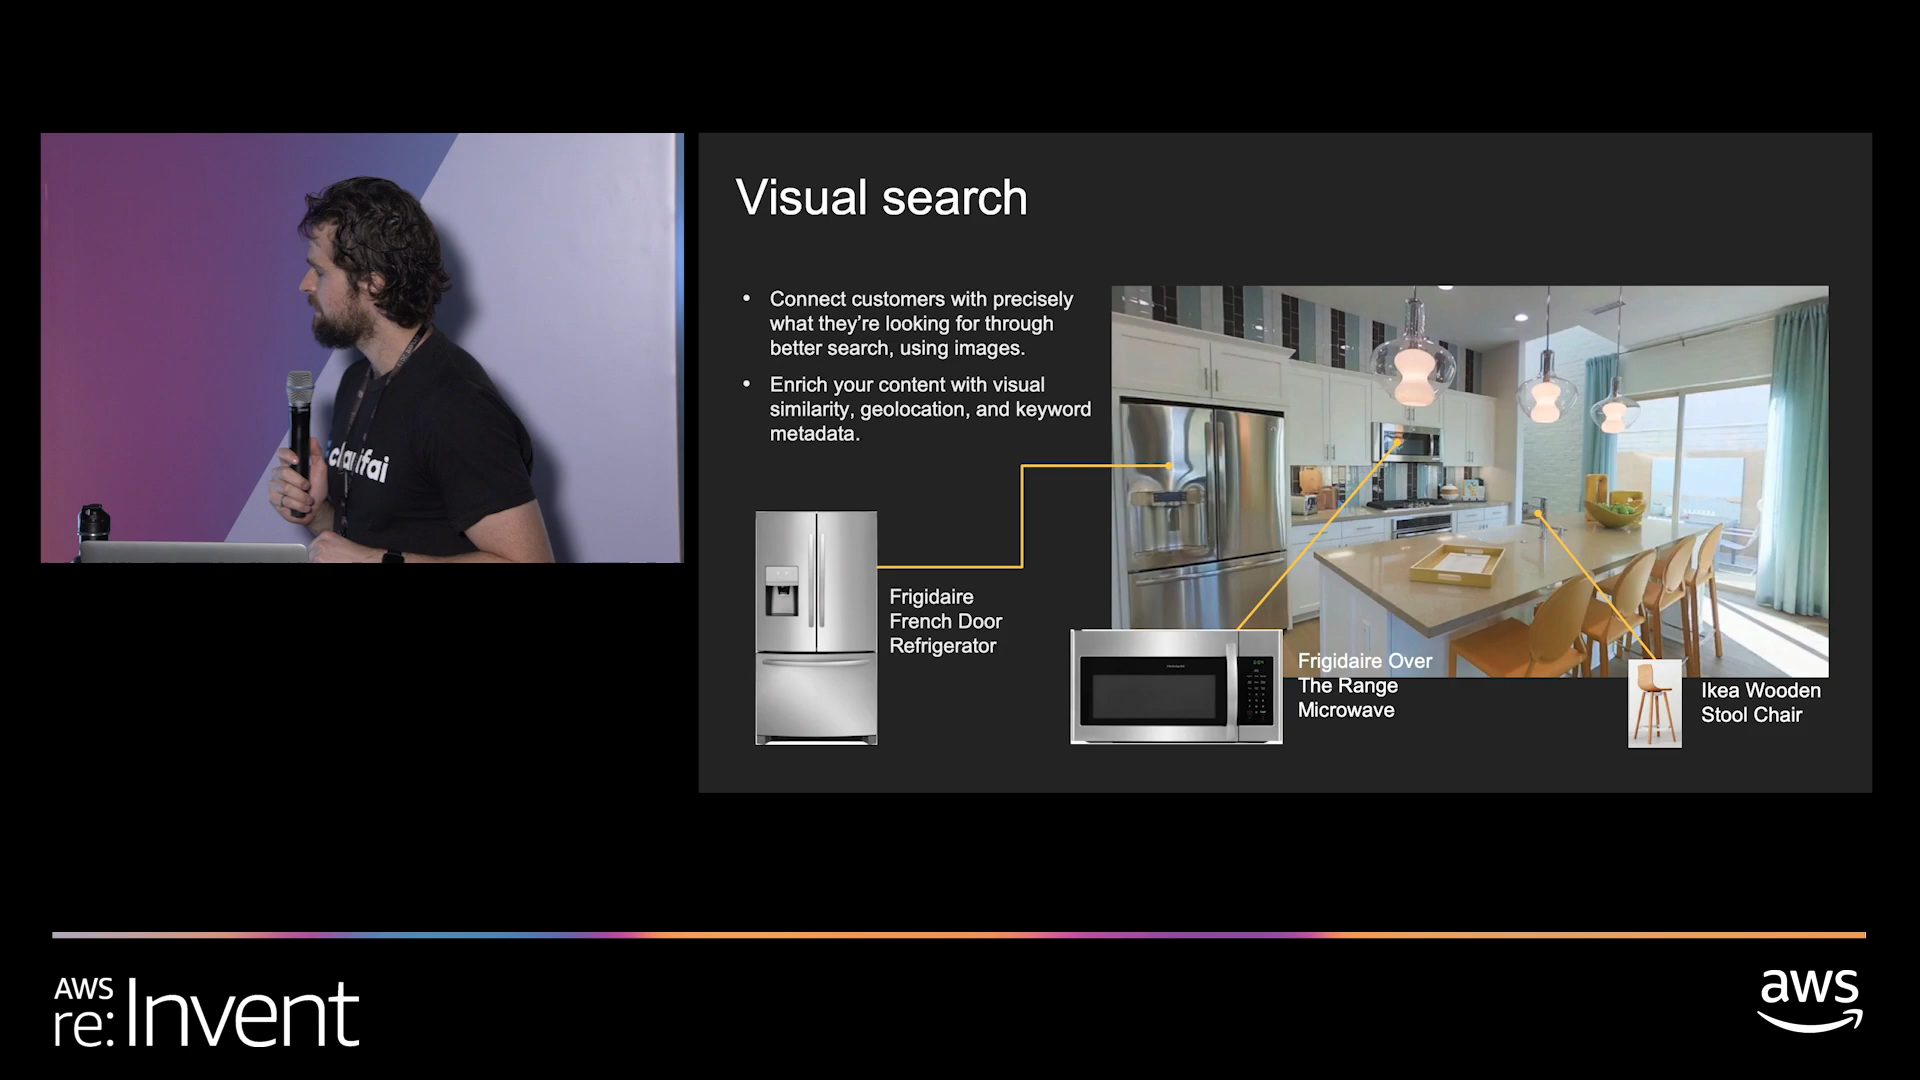 Visual search
• Connect customers with precisely
what they’re looking for through
better search, using images.
• Enrich your content with visual
similarity, geolocation, and keyword
metadata.
Frigidaire
French Door
Refrigerator
Frigidaire Over
The Range
Microwave
Ikea Wooden
Stool Chair
clarifai
AWS
re:Invent
aws